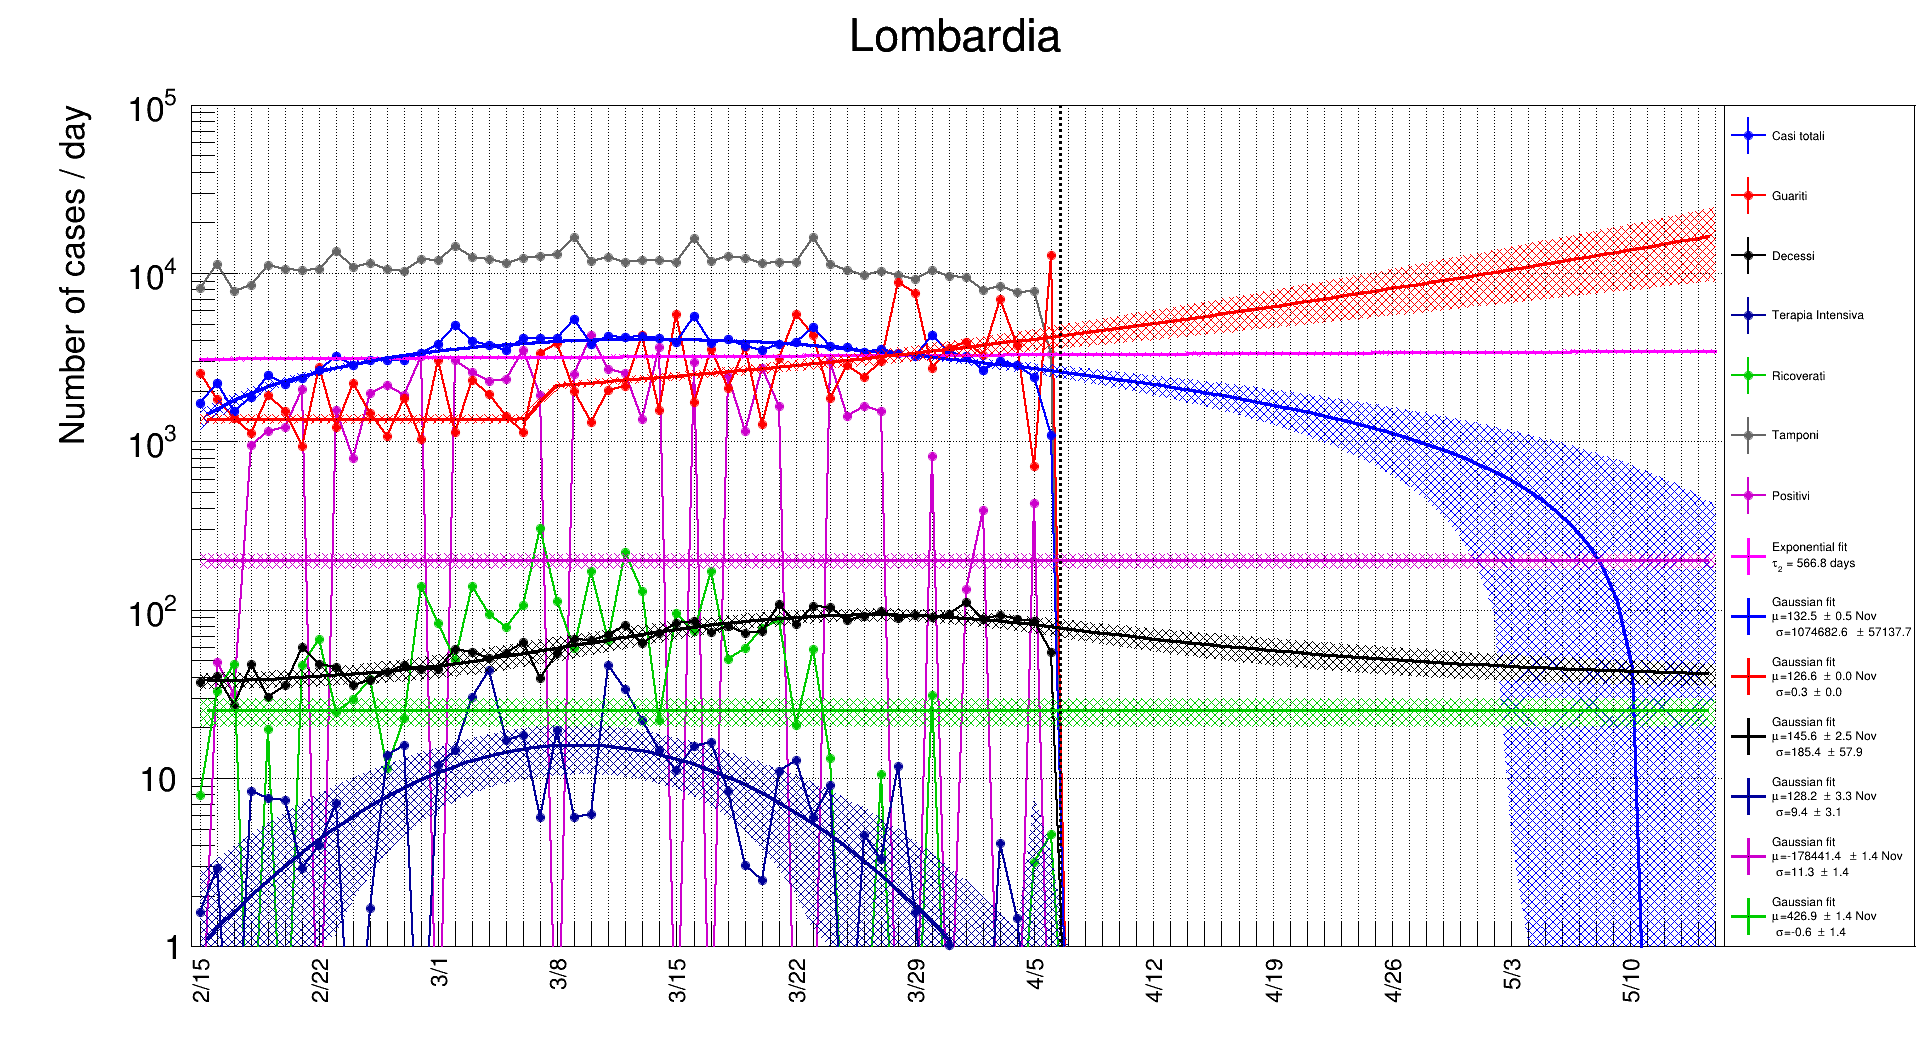 Lombardia
Number of cases / day
10^5
10^4
10^3
10^2
10
1
2/15
2/22
3/1
3/8
3/15
3/22
3/29
4/5
4/12
4/19
4/26
5/3
5/10
Casi totali
Guariti
Decessi
Terapia Intensiva
Ricoverati
Tamponi
Positivi
Exponential fit
τ₂ = 566.8 days
Gaussian fit
μ=132.5 ± 0.5 Nov
σ=1074682.6 ± 57137.7
Gaussian fit
μ=126.6 ± 0.0 Nov
σ=0.3 ± 0.0
Gaussian fit
μ=145.6 ± 2.5 Nov
σ=185.4 ± 57.9
Gaussian fit
μ=128.2 ± 3.3 Nov
σ=9.4 ± 3.1
Gaussian fit
μ=-178441.4 ± 1.4 Nov
σ=11.3 ± 1.4
Gaussian fit
μ=426.9 ± 1.4 Nov
σ=-0.6 ± 1.4